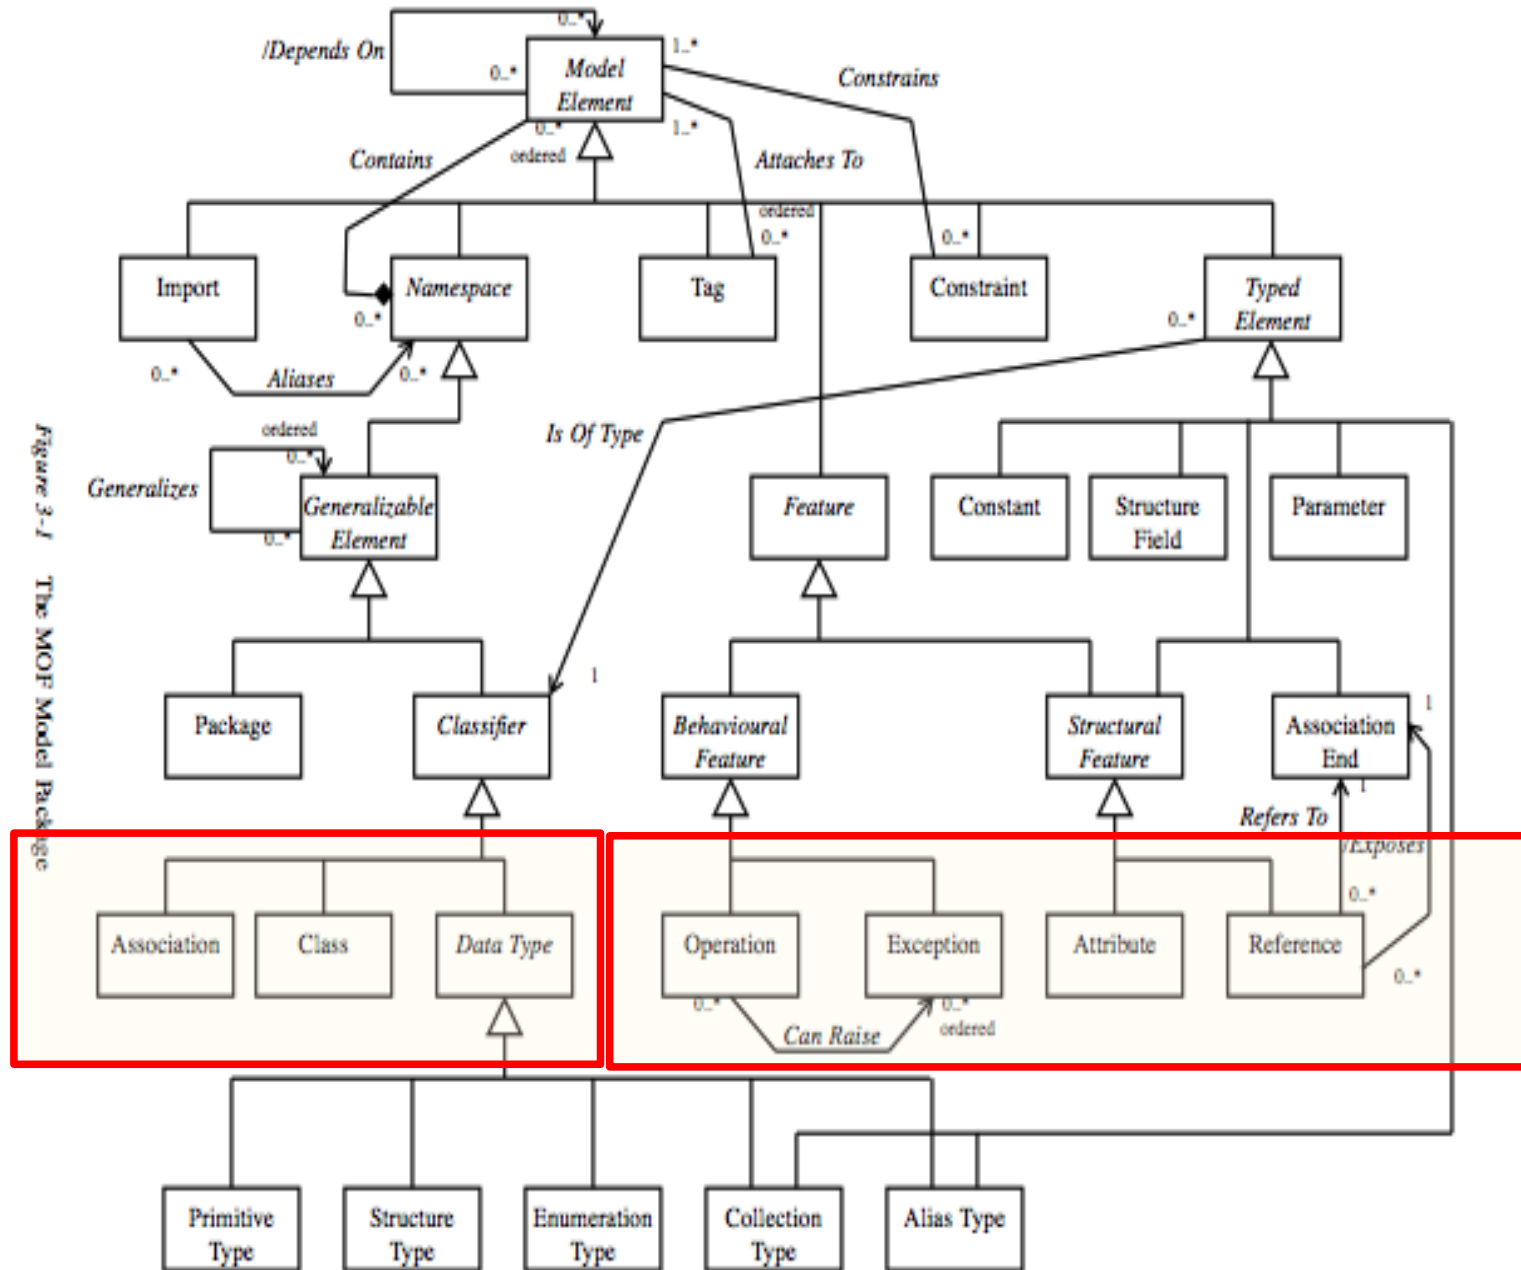 0..*
/Depends On
1..*
0..*
Model
Element
Constrains
0..*
1..*
ordered
Contains
Attaches To
ordered
0..*
0..*
Import
Namespace
Tag
Constraint
Typed
Element
0..*
0..*
0..*
Aliases
0..*
Is Of Type
ordered
0..*
Generalizes
Generalizable
Element
0..*
Feature
Constant
Structure
Field
Parameter
1
Package
Classifier
Behavioural
Feature
Structural
Feature
Association
End
1
1
Refers To
/Exposes
0..*
Association
Class
Data Type
Operation
Exception
Attribute
Reference
0..*
0..*
0..*
ordered
Can Raise
Primitive
Type
Structure
Type
Enumeration
Type
Collection
Type
Alias Type
Figure 3-1 The MOF Model Package